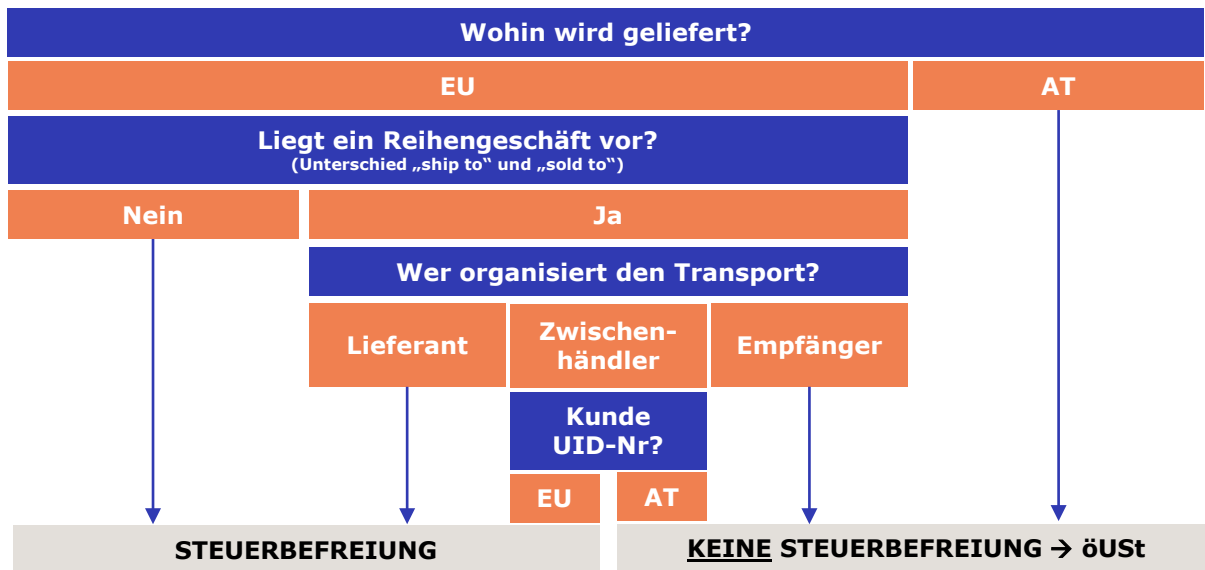 Wohin wird geliefert?
EU
AT
Liegt ein Reihengeschäft vor?
(Unterschied „ship to“ und „sold to“)
Nein
Ja
Wer organisiert den Transport?
Lieferant
Zwischen-
händler
Empfänger
Kunde
UID-Nr?
EU
AT
STEUERBEFREIUNG
KEINE STEUERBEFREIUNG → öUSt